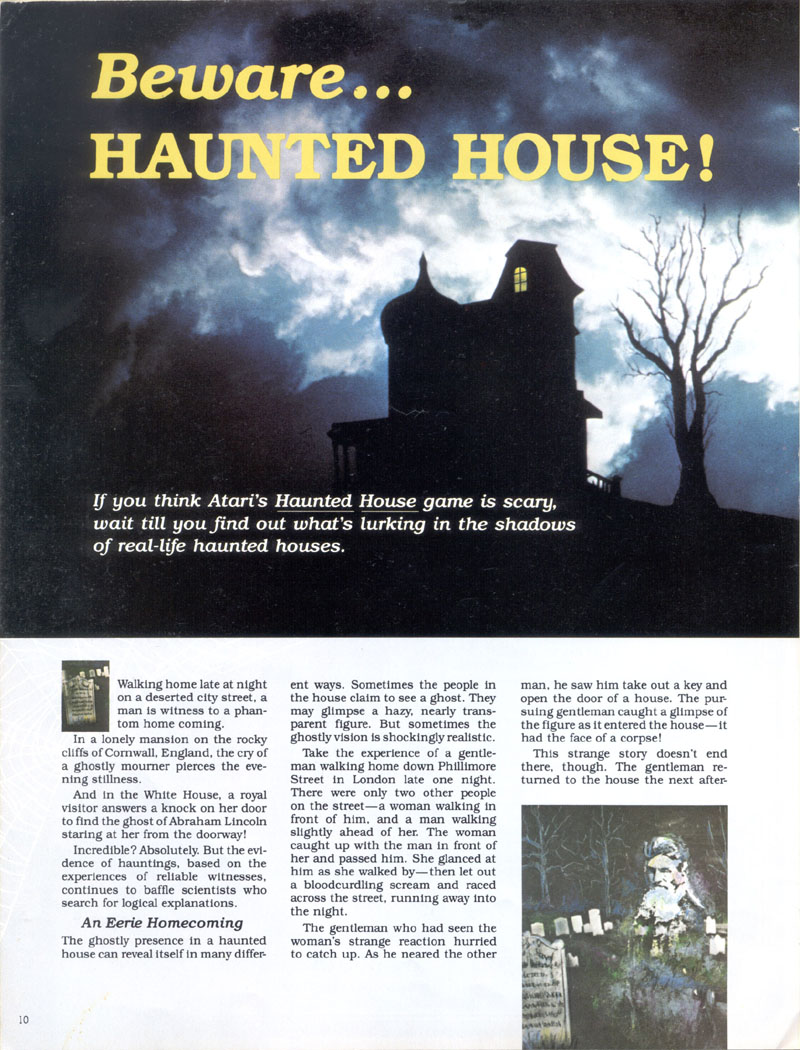 Beware...
HAUNTED HOUSE!
If you think Atari's Haunted House game is scary,
wait till you find out what's lurking in the shadows
of real-life haunted houses.
Walking home late at night
on a deserted city street, a
man is witness to a phan-
tom home coming.
In a lonely mansion on the rocky
cliffs of Cornwall, England, the cry of
a ghostly mourner pierces the eve-
ning stillness.
And in the White House, a royal
visitor answers a knock on her door
to find the ghost of Abraham Lincoln
staring at her from the doorway!
Incredible? Absolutely. But the evi-
dence of hauntings, based on the
experiences of reliable witnesses,
continues to baffle scientists who
search for logical explanations.
An Eerie Homecoming
The ghostly presence in a haunted
house can reveal itself in many differ-
ent ways. Sometimes the people in
the house claim to see a ghost. They
may glimpse a hazy, nearly trans-
parent figure. But sometimes the
ghostly vision is shockingly realistic.
Take the experience of a gentle-
man walking home down Phillimore
Street in London late one night.
There were only two other people
on the street—a woman walking in
front of him, and a man walking
slightly ahead of her. The woman
caught up with the man in front of
her and passed him. She glanced at
him as she walked by—then let out
a bloodcurdling scream and raced
across the street, running away into
the night.
The gentleman who had seen the
woman's strange reaction hurried
to catch up. As he neared the other
man, he saw him take out a key and
open the door of a house. The pur-
suing gentleman caught a glimpse of
the figure as it entered the house—it
had the face of a corpse!
This strange story doesn't end
there, though. The gentleman re-
turned to the house the next after-
10